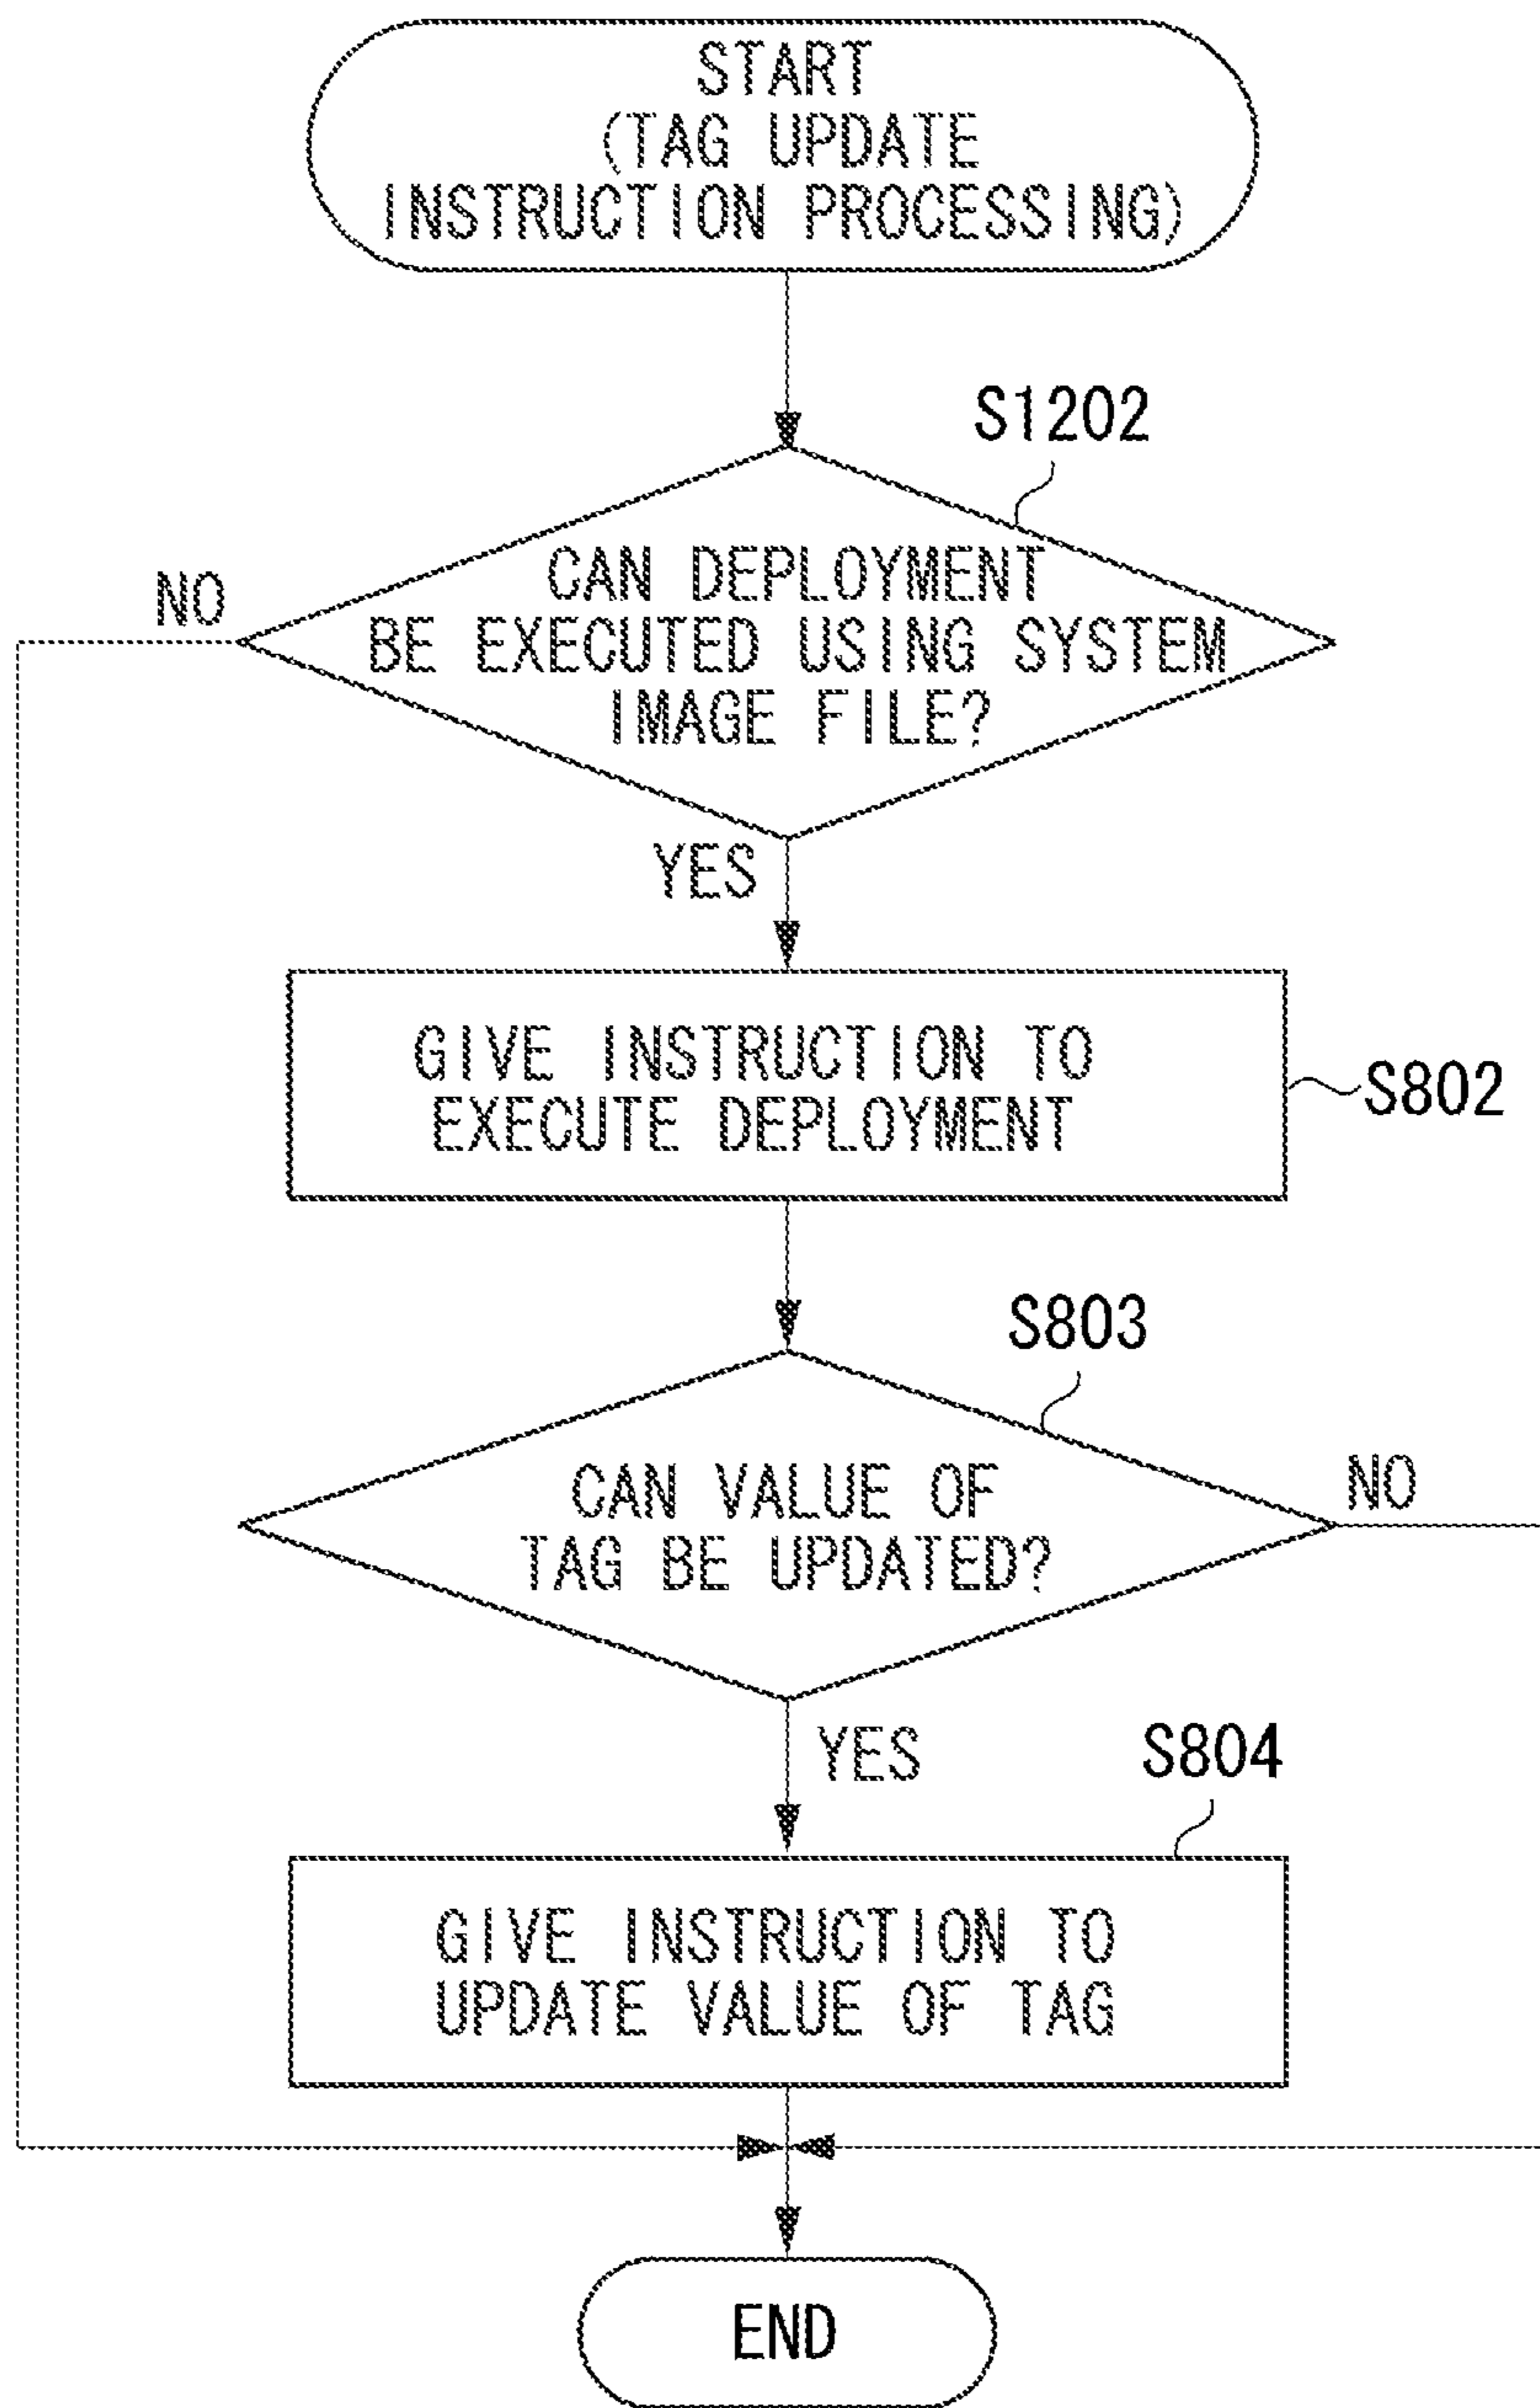 START
(TAG UPDATE
INSTRUCTION PROCESSING)
S1202
NO
CAN DEPLOYMENT
BE EXECUTED USING SYSTEM
IMAGE FILE?
YES
GIVE INSTRUCTION TO
EXECUTE DEPLOYMENT
S802
S803
NO
CAN VALUE OF
TAG BE UPDATED?
YES
S804
GIVE INSTRUCTION TO
UPDATE VALUE OF TAG
END